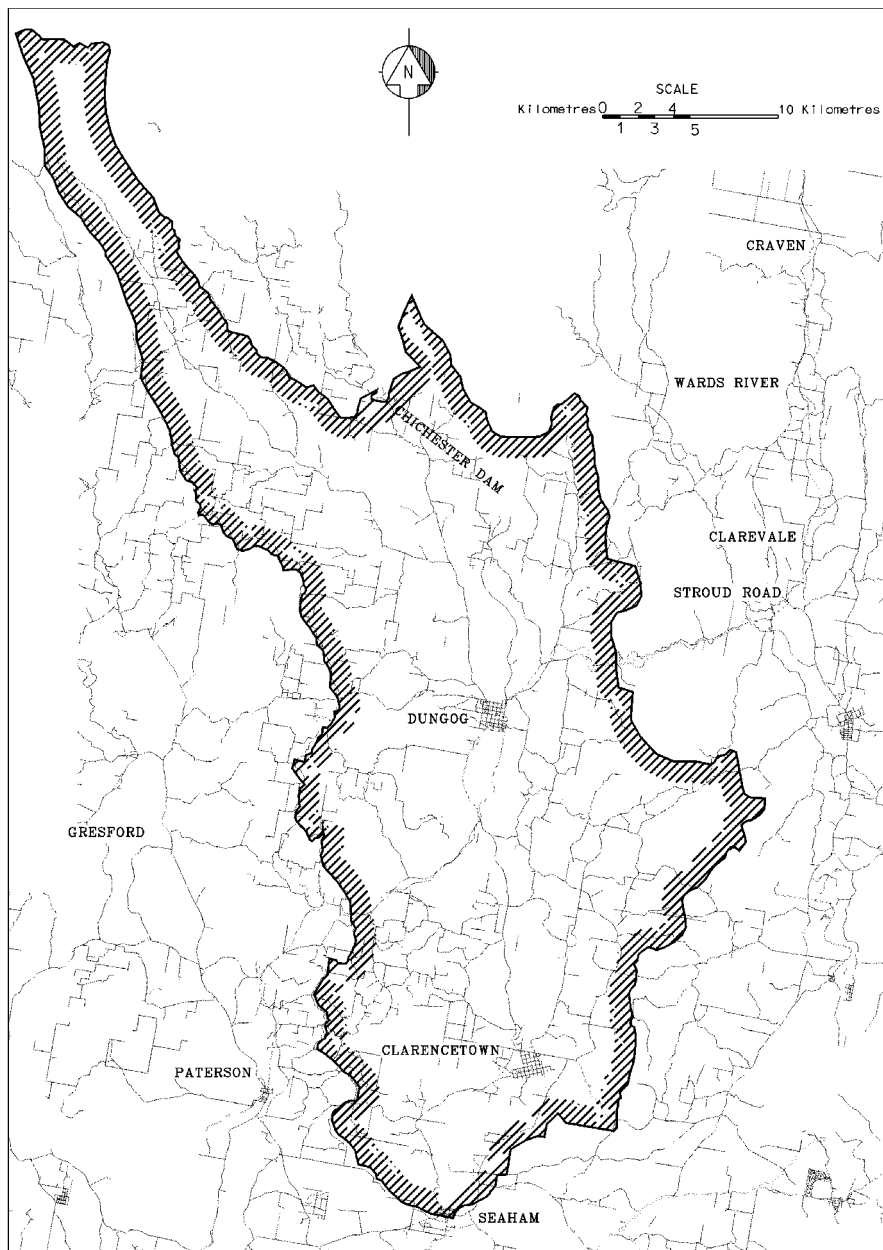 N
SCALE
Kilometres 0 2 4 10 Kilometres
1 3 5
CRAVEN
WARDS RIVER
CHICHESTER DAM
CLAREVALE
STROUD ROAD
DUNGOG
GRESFORD
CLARENCETOWN
PATERSON
SEAHAM